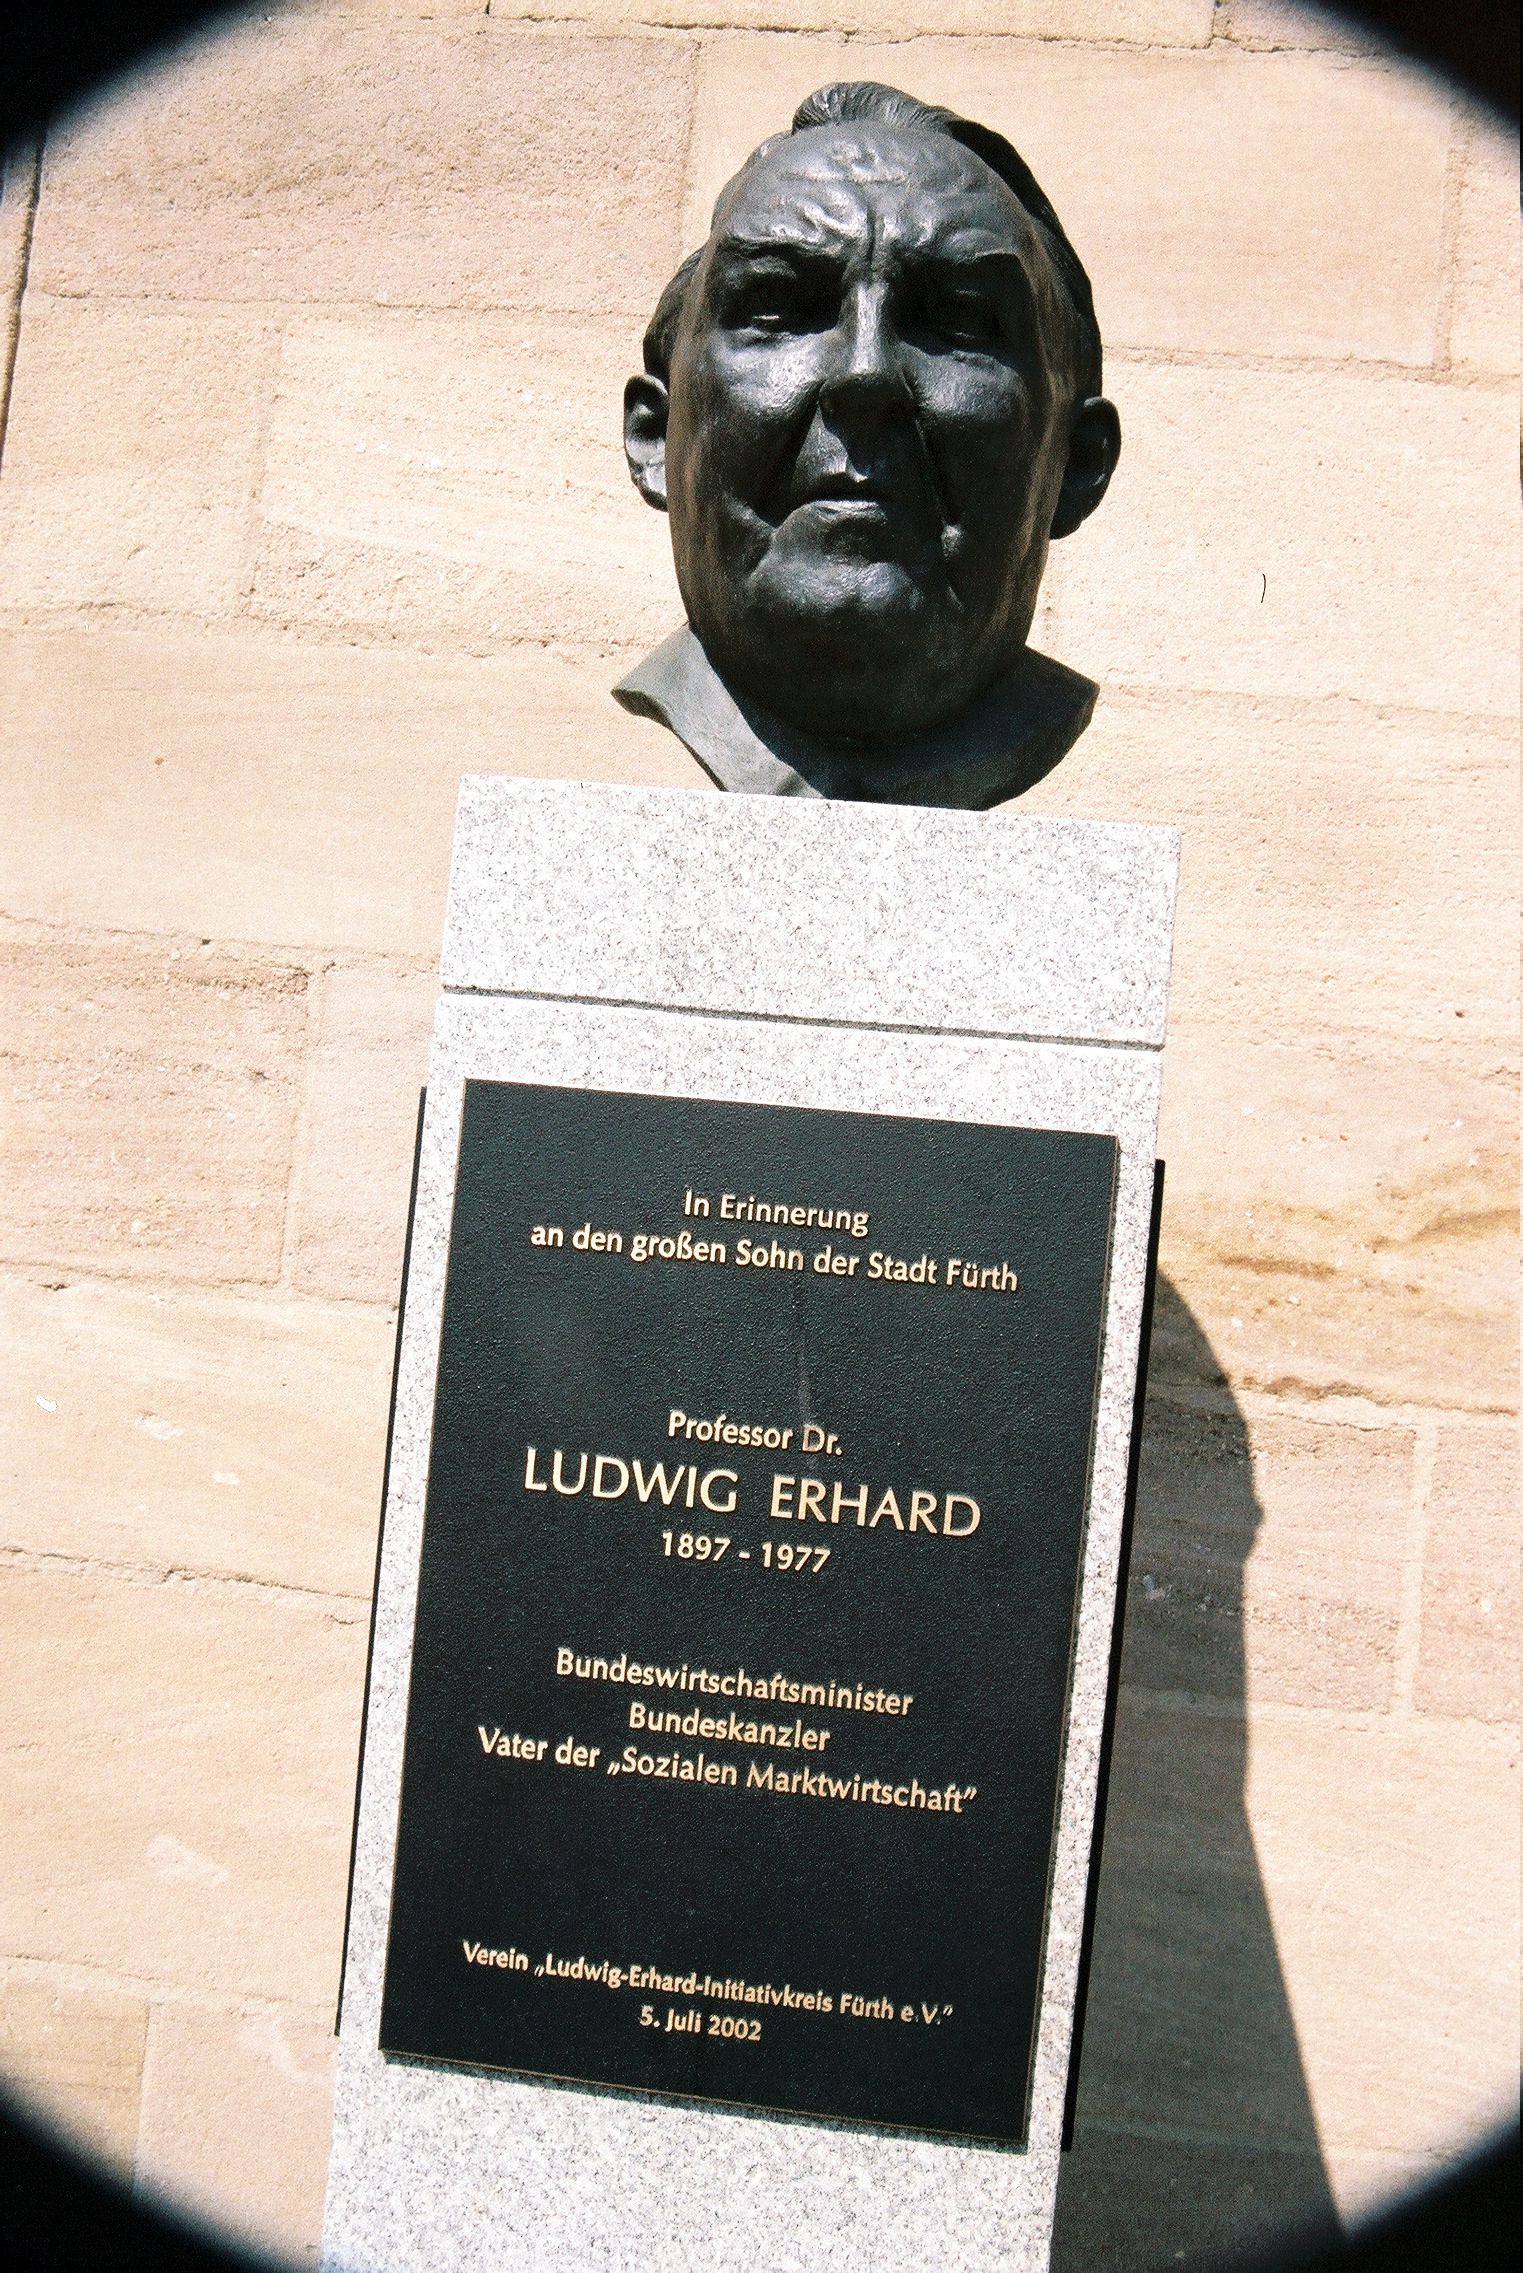 In Erinnerung
an den großen Sohn der Stadt Fürth
Professor Dr.
LUDWIG ERHARD
1897 - 1977
Bundeswirtschaftsminister
Bundeskanzler
Vater der „Sozialen Marktwirtschaft”
Verein „Ludwig-Erhard-Initiativkreis Fürth e.V.”
5. Juli 2002